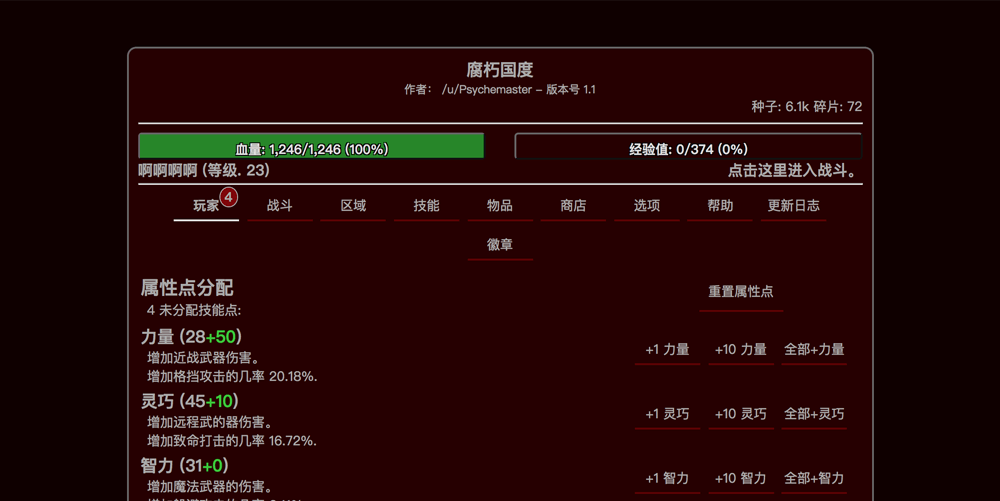 腐朽国度
作者： /u/Psychemaster – 版本号 1.1
种子: 6.1k 碎片: 72
血量: 1,246/1,246 (100%)
经验值: 0/374 (0%)
啊啊啊啊 (等级. 23)
点击这里进入战斗。
玩家 4 战斗 区域 技能 物品 商店 选项 帮助 更新日志
徽章
属性点分配
重置属性点
4 未分配技能点:
力量 (28+50)
增加近战武器伤害。
增加格挡攻击的几率 20.18%.
+1 力量 +10 力量 全部+力量
灵巧 (45+10)
增加远程武的器伤害。
增加致命打击的几率 16.72%.
+1 灵巧 +10 灵巧 全部+灵巧
智力 (31+0)
增加魔法武器的伤害。
+1 智力 +10 智力 全部+智力